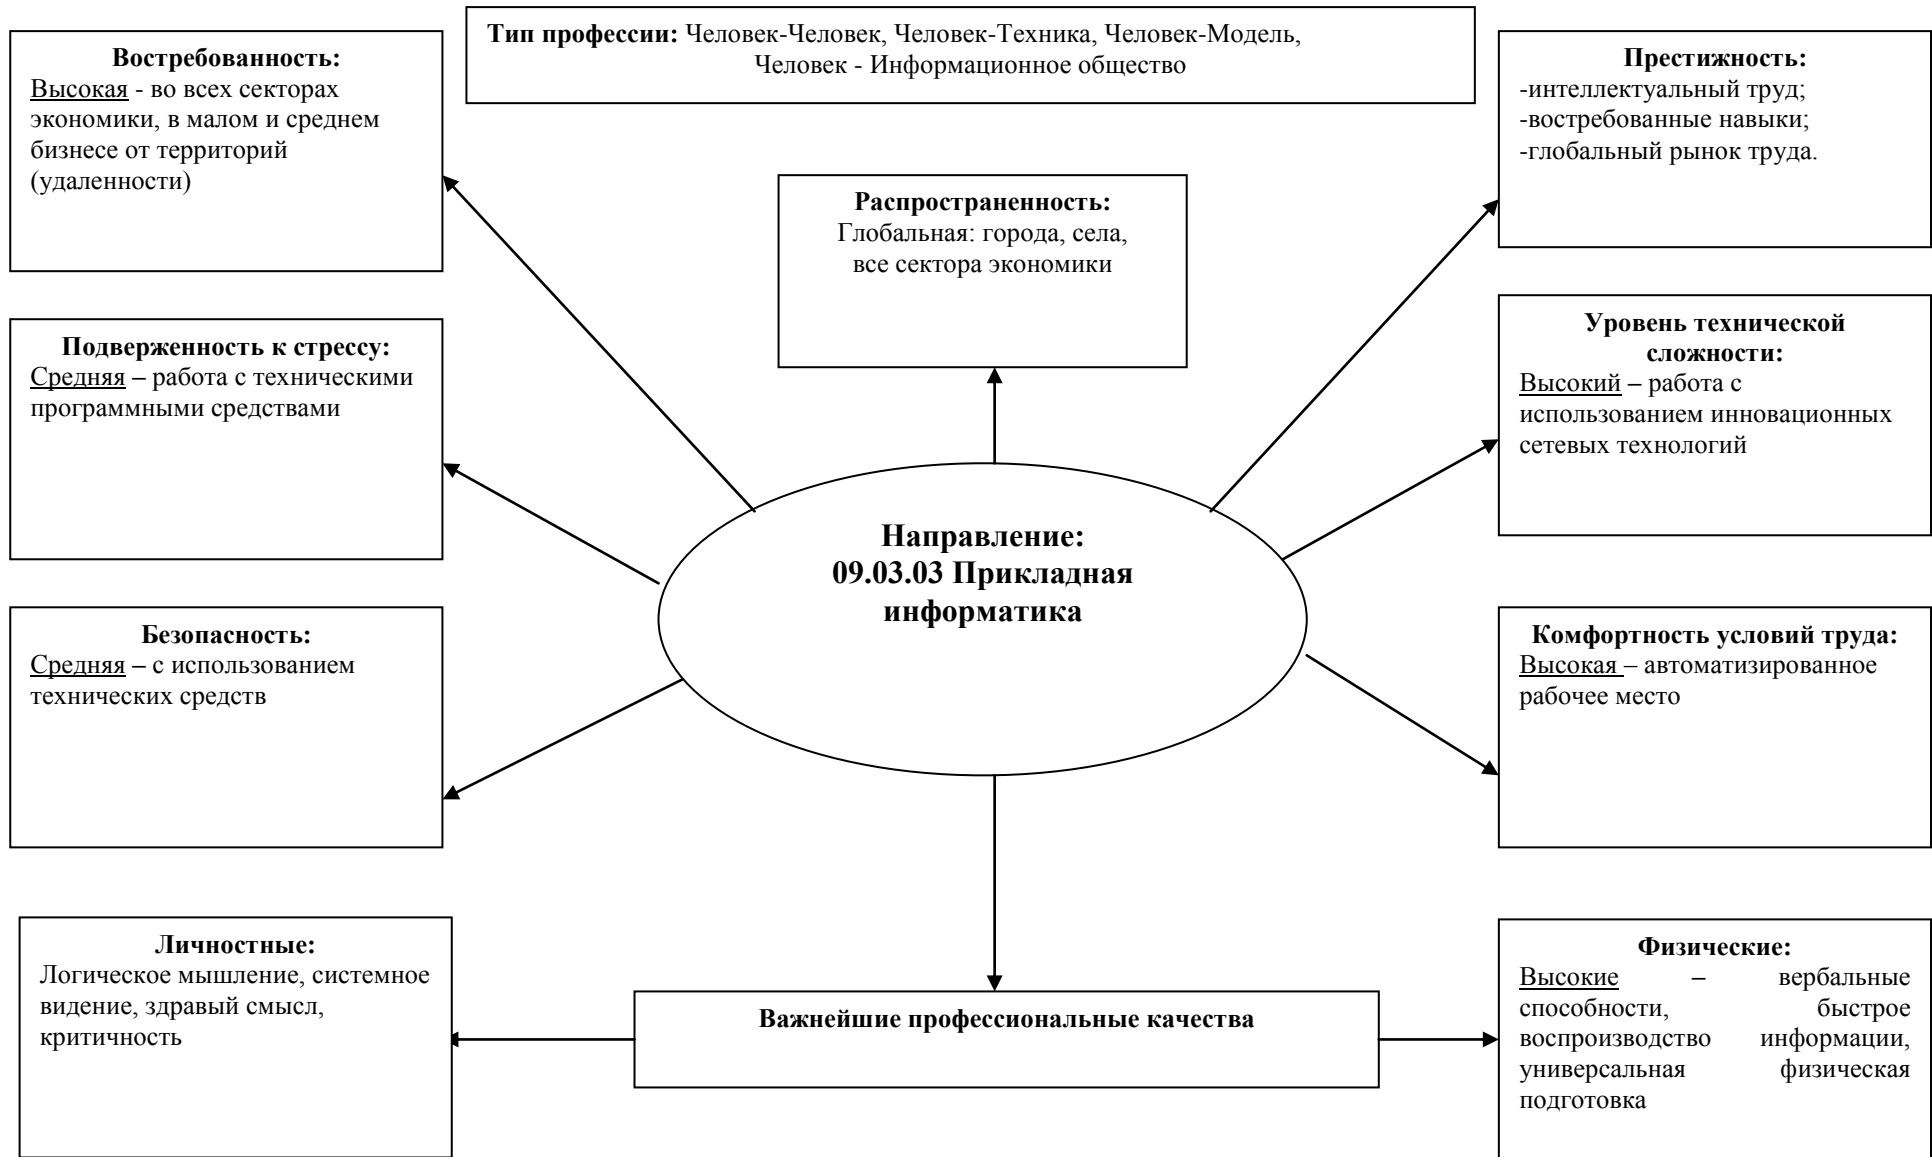 Тип профессии: Человек-Человек, Человек-Техника, Человек-Модель,
Человек - Информационное общество
Востребованность:
Высокая - во всех секторах
экономики, в малом и среднем
бизнесе от территорий
(удаленности)
Распространенность:
Глобальная: города, села,
все сектора экономики
Престижность:
-интеллектуальный труд;
-востребованные навыки;
-глобальный рынок труда.
Подверженность к стрессу:
Средняя – работа с техническими
программными средствами
Уровень технической
сложности:
Высокий – работа с
использованием инновационных
сетевых технологий
Направление:
09.03.03 Прикладная
информатика
Безопасность:
Средняя – с использованием
технических средств
Комфортность условий труда:
Высокая – автоматизированное
рабочее место
Личностные:
Логическое мышление, системное
видение, здравый смысл,
критичность
Важнейшие профессиональные качества
Физические:
Высокие – вербальные
способности, быстрое
воспроизводство информации,
универсальная физическая
подготовка